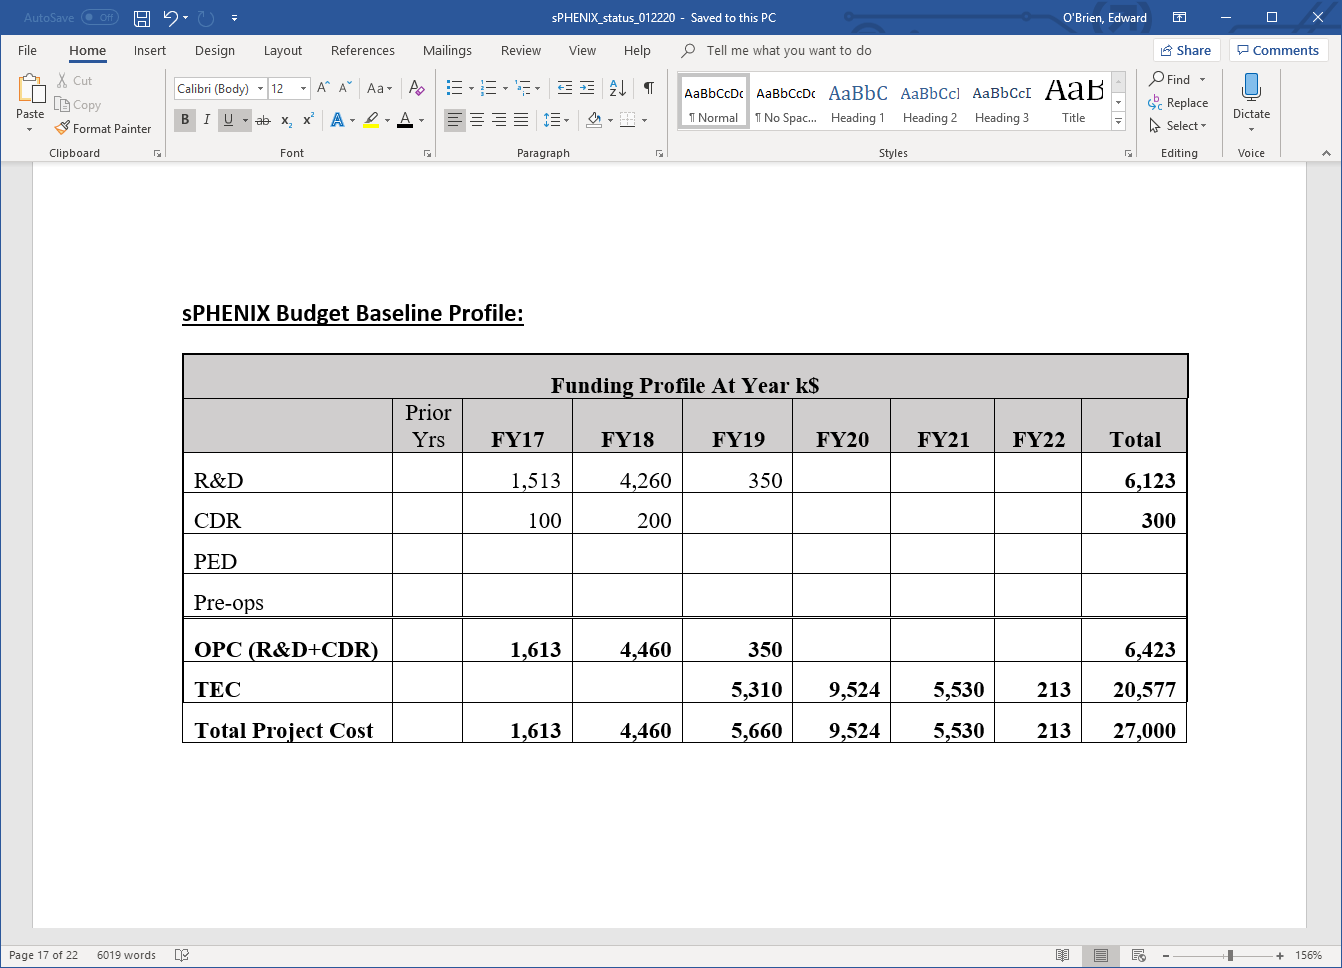 AutoSave Off sPHENIX_status_012220 - Saved to this PC O'Brien, Edward
File Home Insert Design Layout References Mailings Review View Help Tell me what you want to do Share Comments
Paste Cut Copy Format Painter
Clipboard
Calibri (Body) 12 A A Aa A
B I U ab x₂ x² A A
Font
Paragraph
AaBbCcDc AaBbCcDc AaBbC AaBbCcl AaBbCcI AaB
¶ Normal ¶ No Spac... Heading 1 Heading 2 Heading 3 Title
Styles
Find
Replace
Select
Editing
Dictate
Voice
sPHENIX Budget Baseline Profile:
Funding Profile At Year k$
Prior Yrs FY17 FY18 FY19 FY20 FY21 FY22 Total
R&D 1,513 4,260 350 6,123
CDR 100 200 300
PED
Pre-ops
OPC (R&D+CDR) 1,613 4,460 350 6,423
TEC 5,310 9,524 5,530 213 20,577
Total Project Cost 1,613 4,460 5,660 9,524 5,530 213 27,000
Page 17 of 22 6019 words 156%